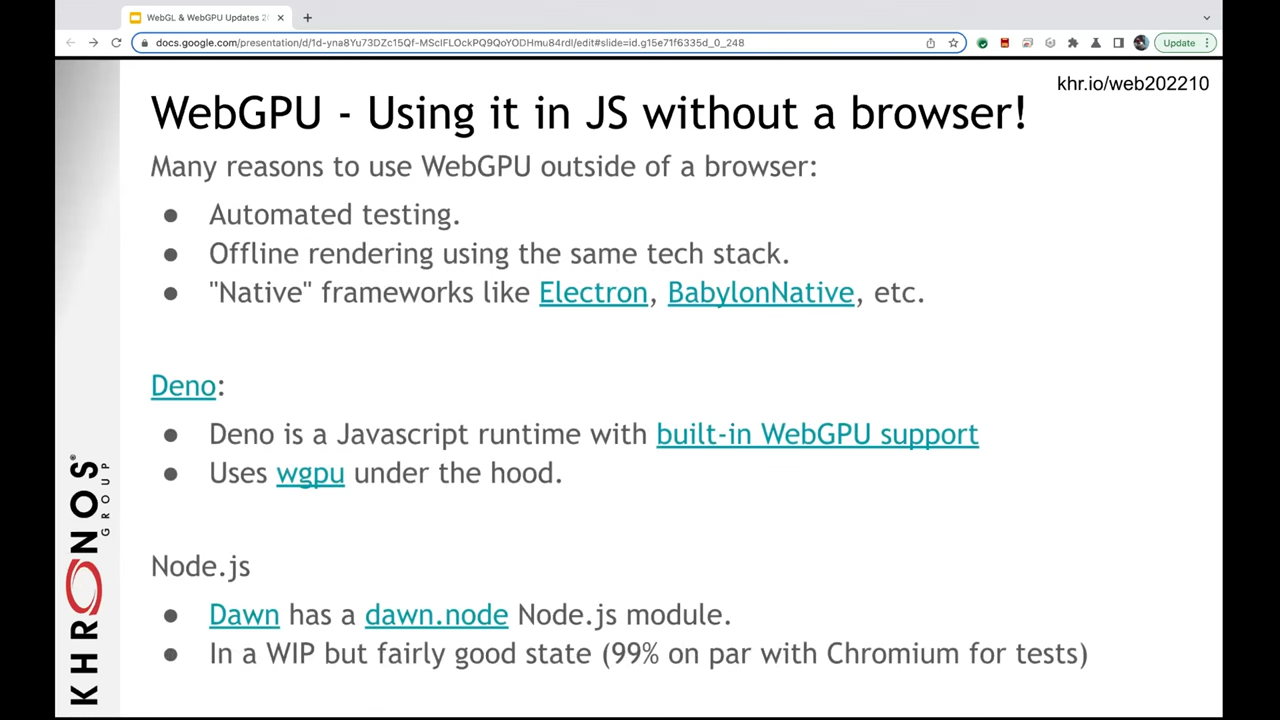 WebGL & WebGPU Updates 20
docs.google.com/presentation/d/1d-yna8Yu73DZc15Qf-MScIFLOckPQ9QoYODHmu84rdI/edit#slide=id.g15e71f6335d_0_248
Update
khr.io/web202210
WebGPU - Using it in JS without a browser!
Many reasons to use WebGPU outside of a browser:
● Automated testing.
● Offline rendering using the same tech stack.
● "Native" frameworks like Electron, BabylonNative, etc.
Deno:
● Deno is a Javascript runtime with built-in WebGPU support
● Uses wgpu under the hood.
Node.js
● Dawn has a dawn.node Node.js module.
● In a WIP but fairly good state (99% on par with Chromium for tests)
KHRONOS®
GROUP